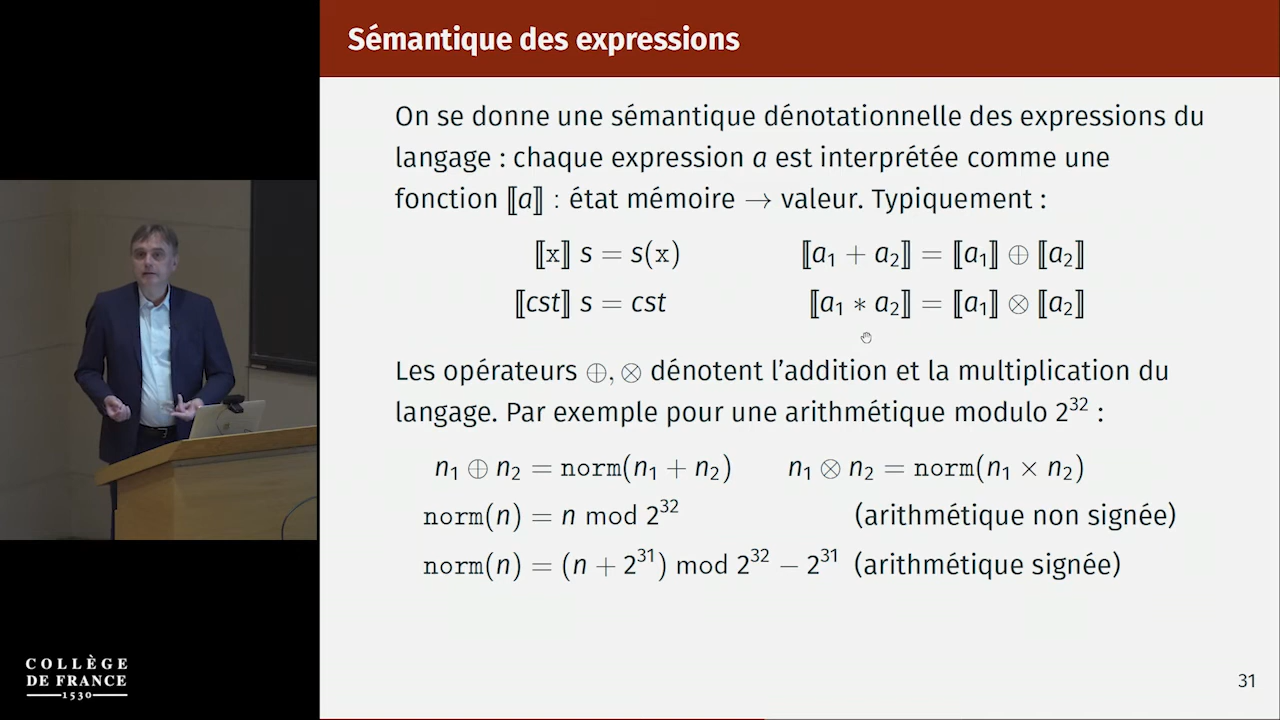 Sémantique des expressions
On se donne une sémantique dénotationnelle des expressions du
langage : chaque expression a est interprétée comme une
fonction ⟦a⟧ : état mémoire → valeur. Typiquement :
⟦x⟧ s = s(x) ⟦a₁ + a₂⟧ = ⟦a₁⟧ ⊕ ⟦a₂⟧
⟦cst⟧ s = cst ⟦a₁ ∗ a₂⟧ = ⟦a₁⟧ ⊗ ⟦a₂⟧
Les opérateurs ⊕, ⊗ dénotent l’addition et la multiplication du
langage. Par exemple pour une arithmétique modulo 2³² :
n₁ ⊕ n₂ = norm(n₁ + n₂) n₁ ⊗ n₂ = norm(n₁ × n₂)
norm(n) = n mod 2³² (arithmétique non signée)
norm(n) = (n + 2³¹) mod 2³² − 2³¹ (arithmétique signée)
COLLÈGE
DE FRANCE
1530
31